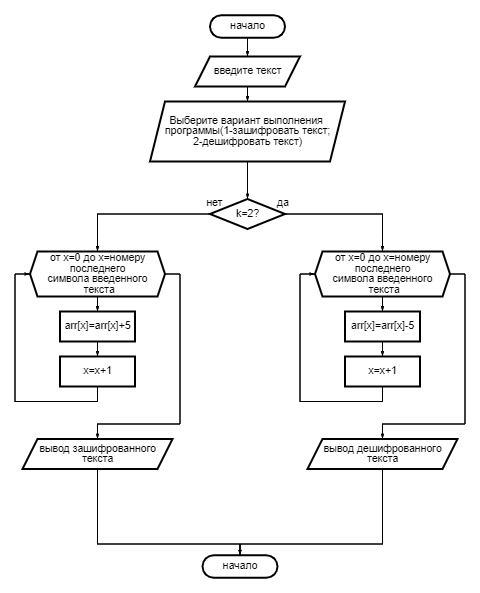 начало
введите текст
Выберите вариант выполнения
программы(1-зашифровать текст;
2-дешифровать текст)
нет
k=2?
да
от x=0 до x=номеру
последнего
символа введенного
текста
arr[x]=arr[x]+5
x=x+1
вывод зашифрованного
текста
от x=0 до x=номеру
последнего
символа введенного
текста
arr[x]=arr[x]-5
x=x+1
вывод дешифрованного
текста
начало